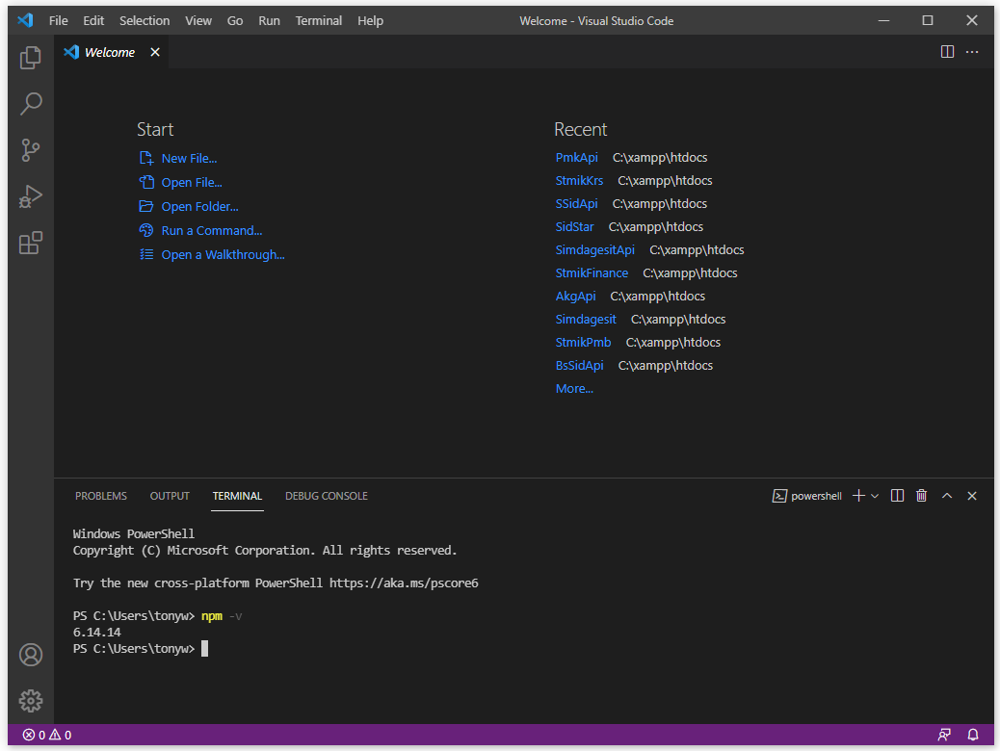 File Edit Selection View Go Run Terminal Help Welcome - Visual Studio Code
Welcome
Start
New File...
Open File...
Open Folder...
Run a Command...
Open a Walkthrough...
Recent
PmkApi C:\xampp\htdocs
StmikKrs C:\xampp\htdocs
SSidApi C:\xampp\htdocs
SidStar C:\xampp\htdocs
SimdagesitApi C:\xampp\htdocs
StmikFinance C:\xampp\htdocs
AkgApi C:\xampp\htdocs
Simdagesit C:\xampp\htdocs
StmikPmb C:\xampp\htdocs
BsSidApi C:\xampp\htdocs
More...
PROBLEMS OUTPUT TERMINAL DEBUG CONSOLE powershell
Windows PowerShell
Copyright (C) Microsoft Corporation. All rights reserved.
Try the new cross-platform PowerShell https://aka.ms/pscore6
PS C:\Users\tonyw> npm -v
6.14.14
PS C:\Users\tonyw>
0 0